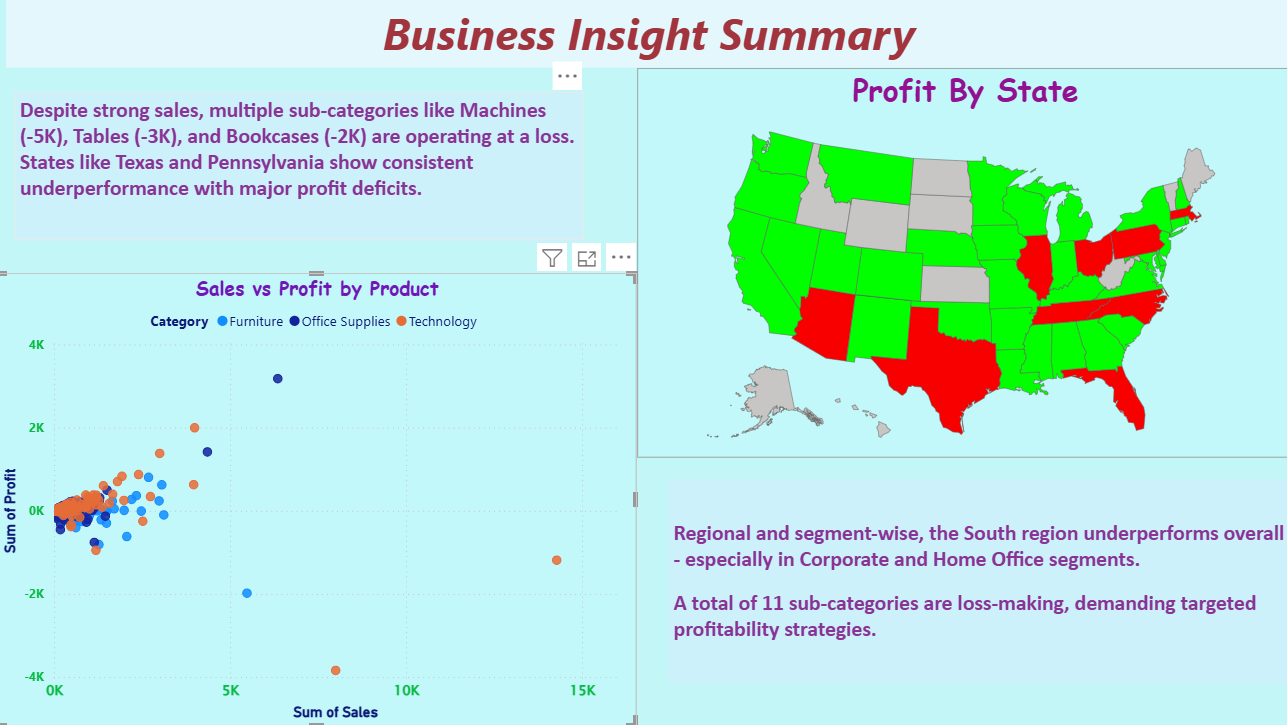 Business Insight Summary
Despite strong sales, multiple sub-categories like Machines
(-5K), Tables (-3K), and Bookcases (-2K) are operating at a loss.
States like Texas and Pennsylvania show consistent
underperformance with major profit deficits.
Profit By State
Sales vs Profit by Product
Category Furniture Office Supplies Technology
4K
2K
0K
-2K
-4K
Sum of Profit
0K 5K 10K 15K
Sum of Sales
Regional and segment-wise, the South region underperforms overall
- especially in Corporate and Home Office segments.
A total of 11 sub-categories are loss-making, demanding targeted
profitability strategies.